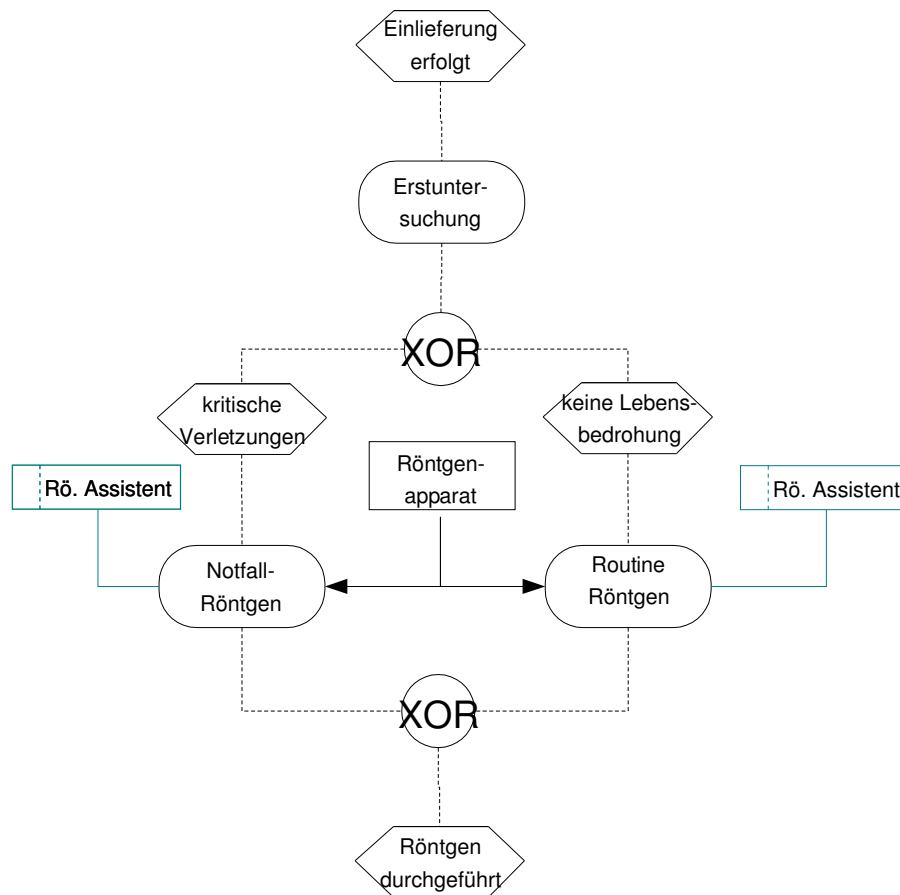 Einlieferung
erfolgt
Erstunter-
suchung
XOR
kritische
Verletzungen
keine Lebens-
bedrohung
Röntgen-
apparat
Rö. Assistent
Rö. Assistent
Notfall-
Röntgen
Routine
Röntgen
XOR
Röntgen
durchgeführt